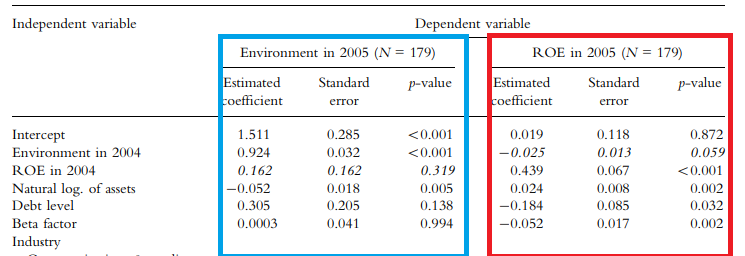 Independent variable Dependent variable
Environment in 2005 (N = 179) ROE in 2005 (N = 179)
Estimated Standard p-value Estimated Standard p-value
coefficient error coefficient error
Intercept 1.511 0.285 <0.001 0.019 0.118 0.872
Environment in 2004 0.924 0.032 <0.001 −0.025 0.013 0.059
ROE in 2004 0.162 0.162 0.319 0.439 0.067 <0.001
Natural log. of assets −0.052 0.018 0.005 0.024 0.008 0.002
Debt level 0.305 0.205 0.138 −0.184 0.085 0.032
Beta factor 0.0003 0.041 0.994 −0.052 0.017 0.002
Industry